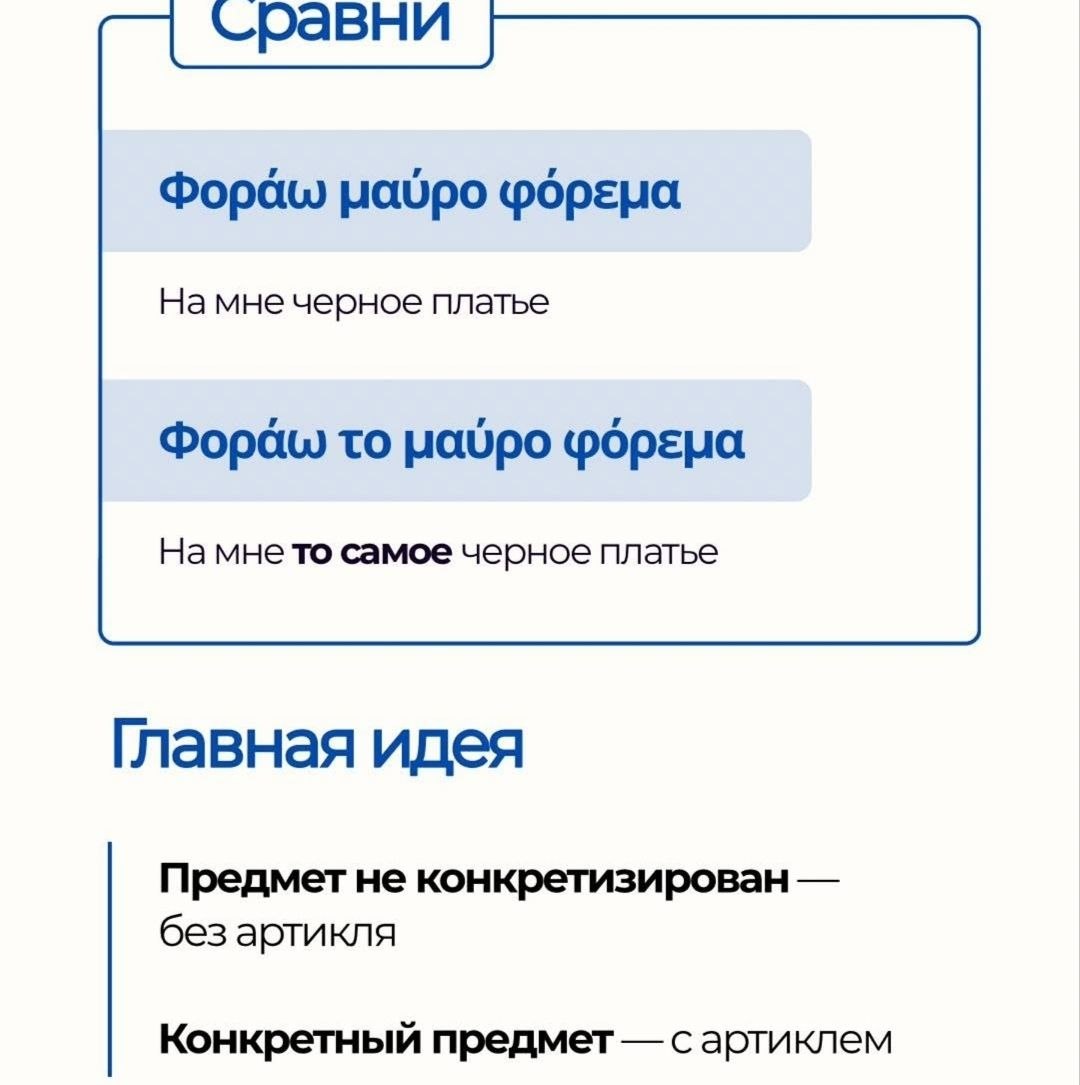 Сравни
Φοράω μαύρο φόρεμα
На мне черное платье
Φοράω το μαύρο φόρεμα
На мне то самое черное платье
Главная идея
Предмет не конкретизирован —
без артикля
Конкретный предмет — с артиклем